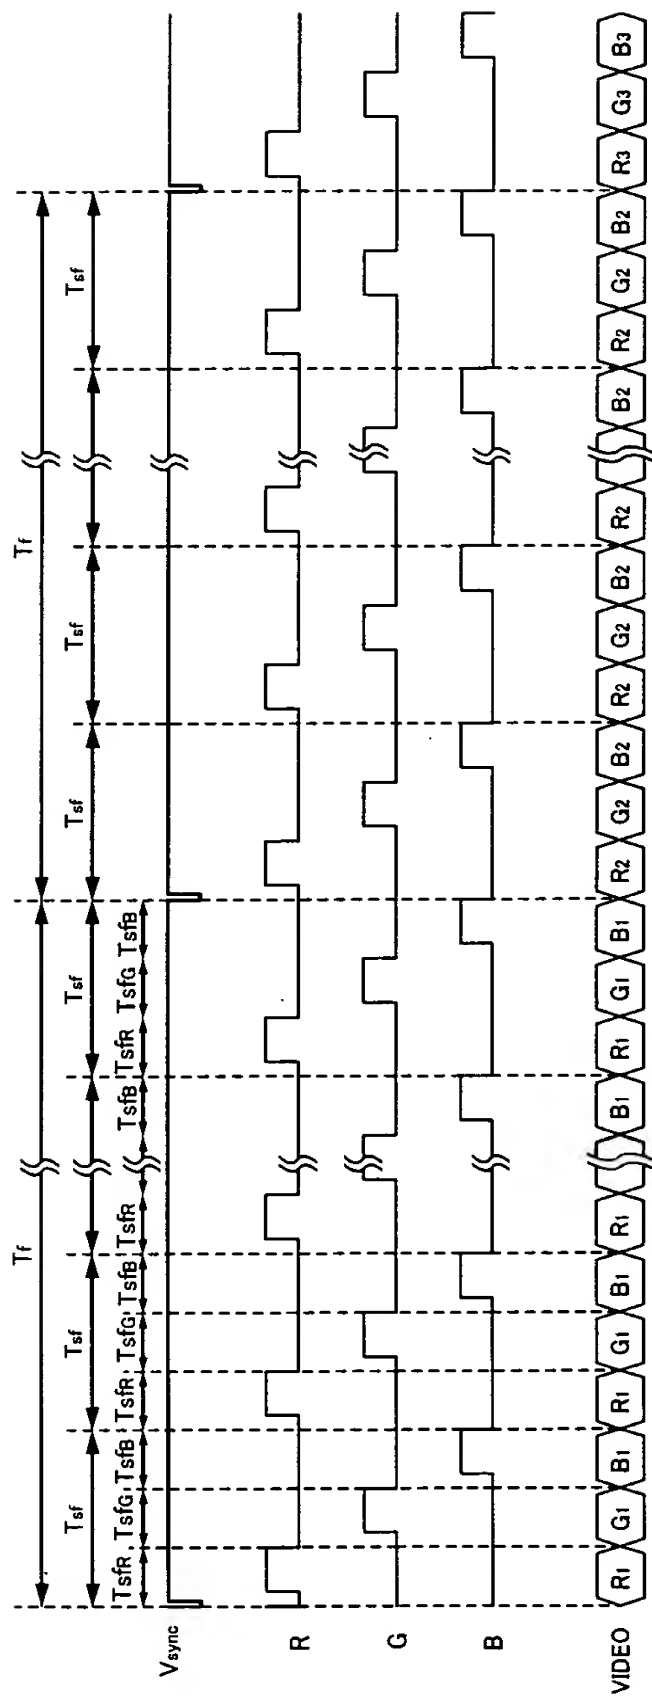 Tf Tf
Tsf Tsf Tsf Tsf Tsf Tsf
TsfR TsfG TsfB TsfR TsfG TsfB TsfR TsfB TsfR TsfG TsfB
Vsync
R
G
B
VIDEO R1 G1 B1 R1 G1 B1 R1 B1 R1 G1 B1 R2 G2 B2 R2 G2 B2 R2 B2 R2 G2 B2 R3 G3 B3